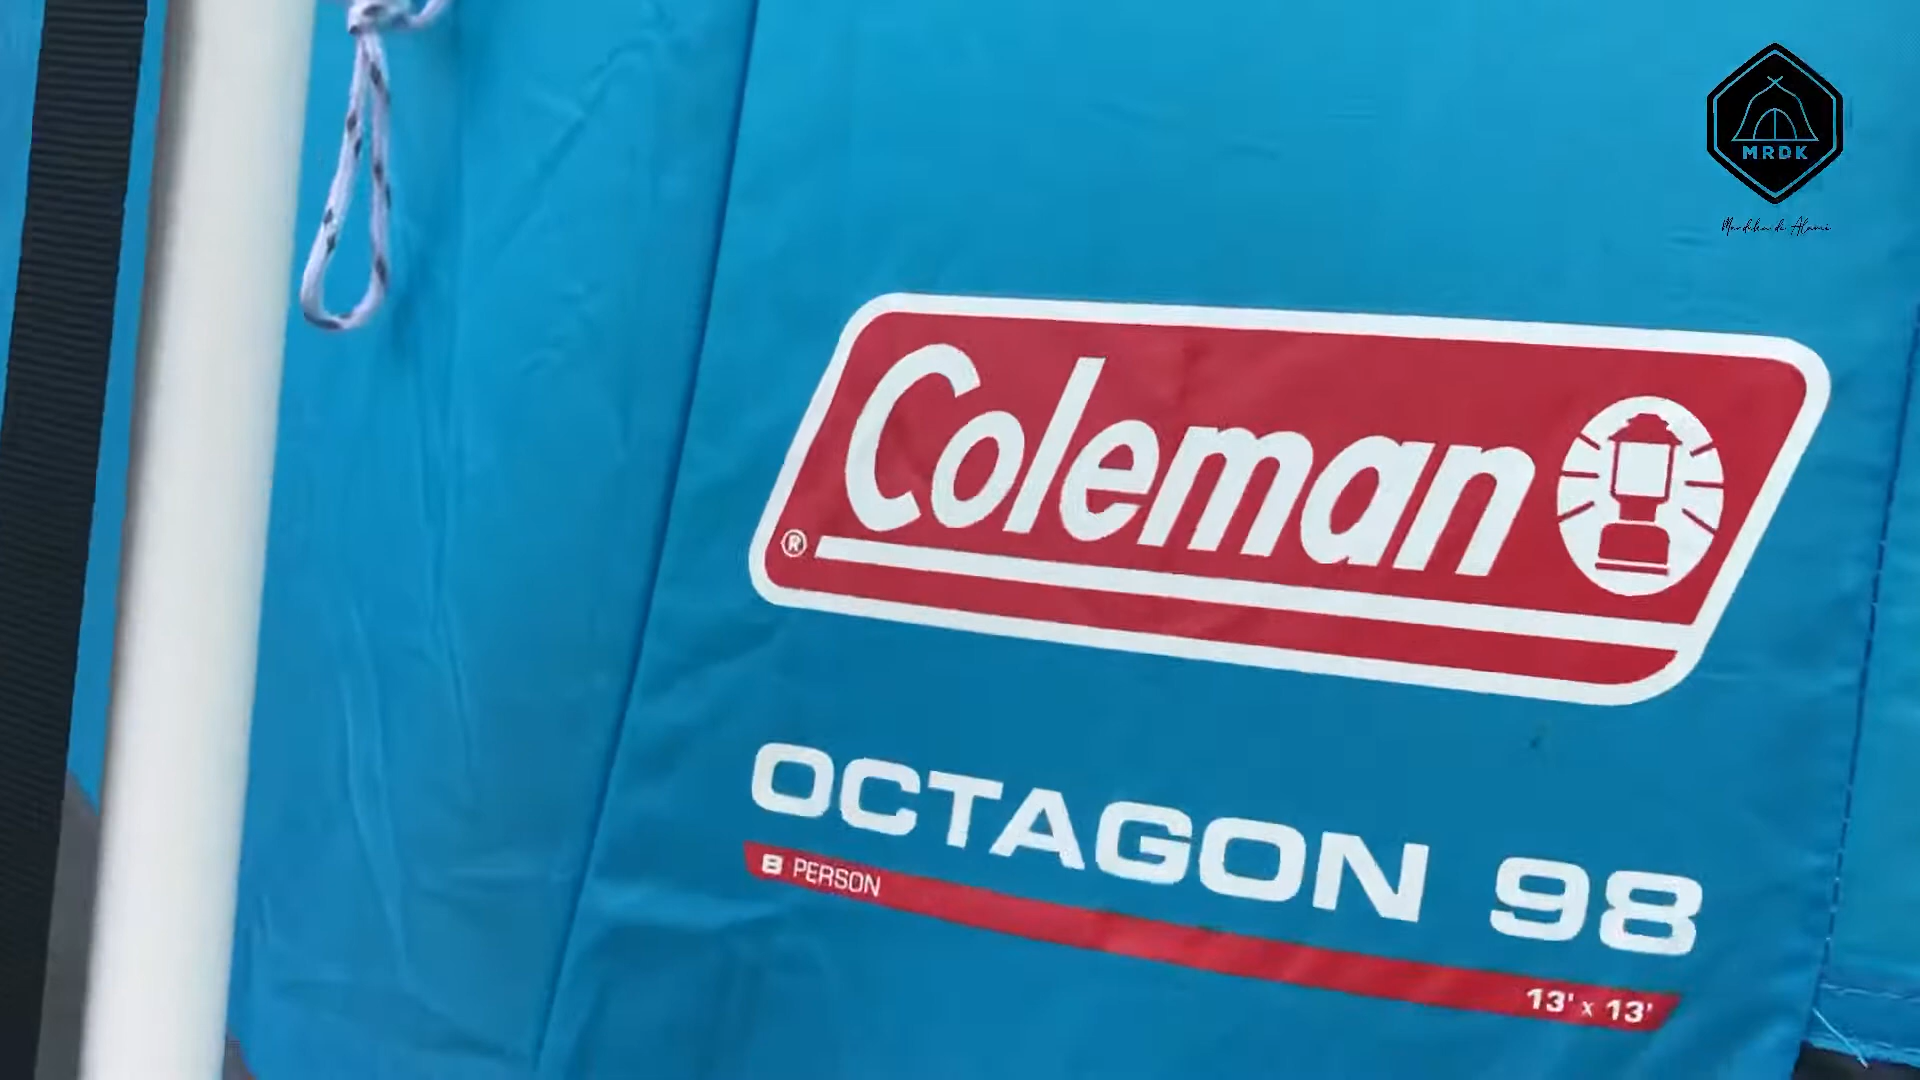 MRDK
Coleman
®
OCTAGON 98
8 PERSON
13' x 13'